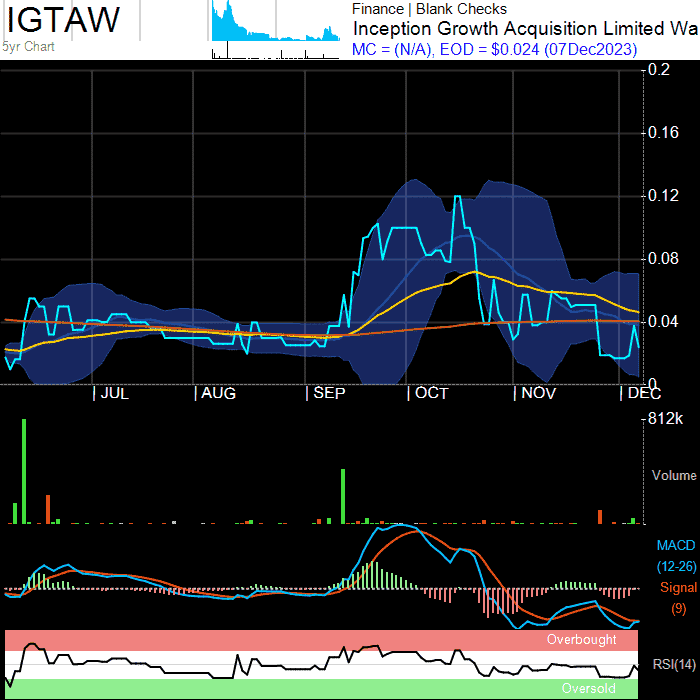 IGTAW
5yr Chart
Finance | Blank Checks
Inception Growth Acquisition Limited Wa
MC = (N/A), EOD = $0.024 (07Dec2023)
0.2
0.16
0.12
0.08
0.04
0
JUL AUG SEP OCT NOV DEC
812k
Volume
MACD
(12-26)
Signal
(9)
Overbought
RSI(14)
Oversold